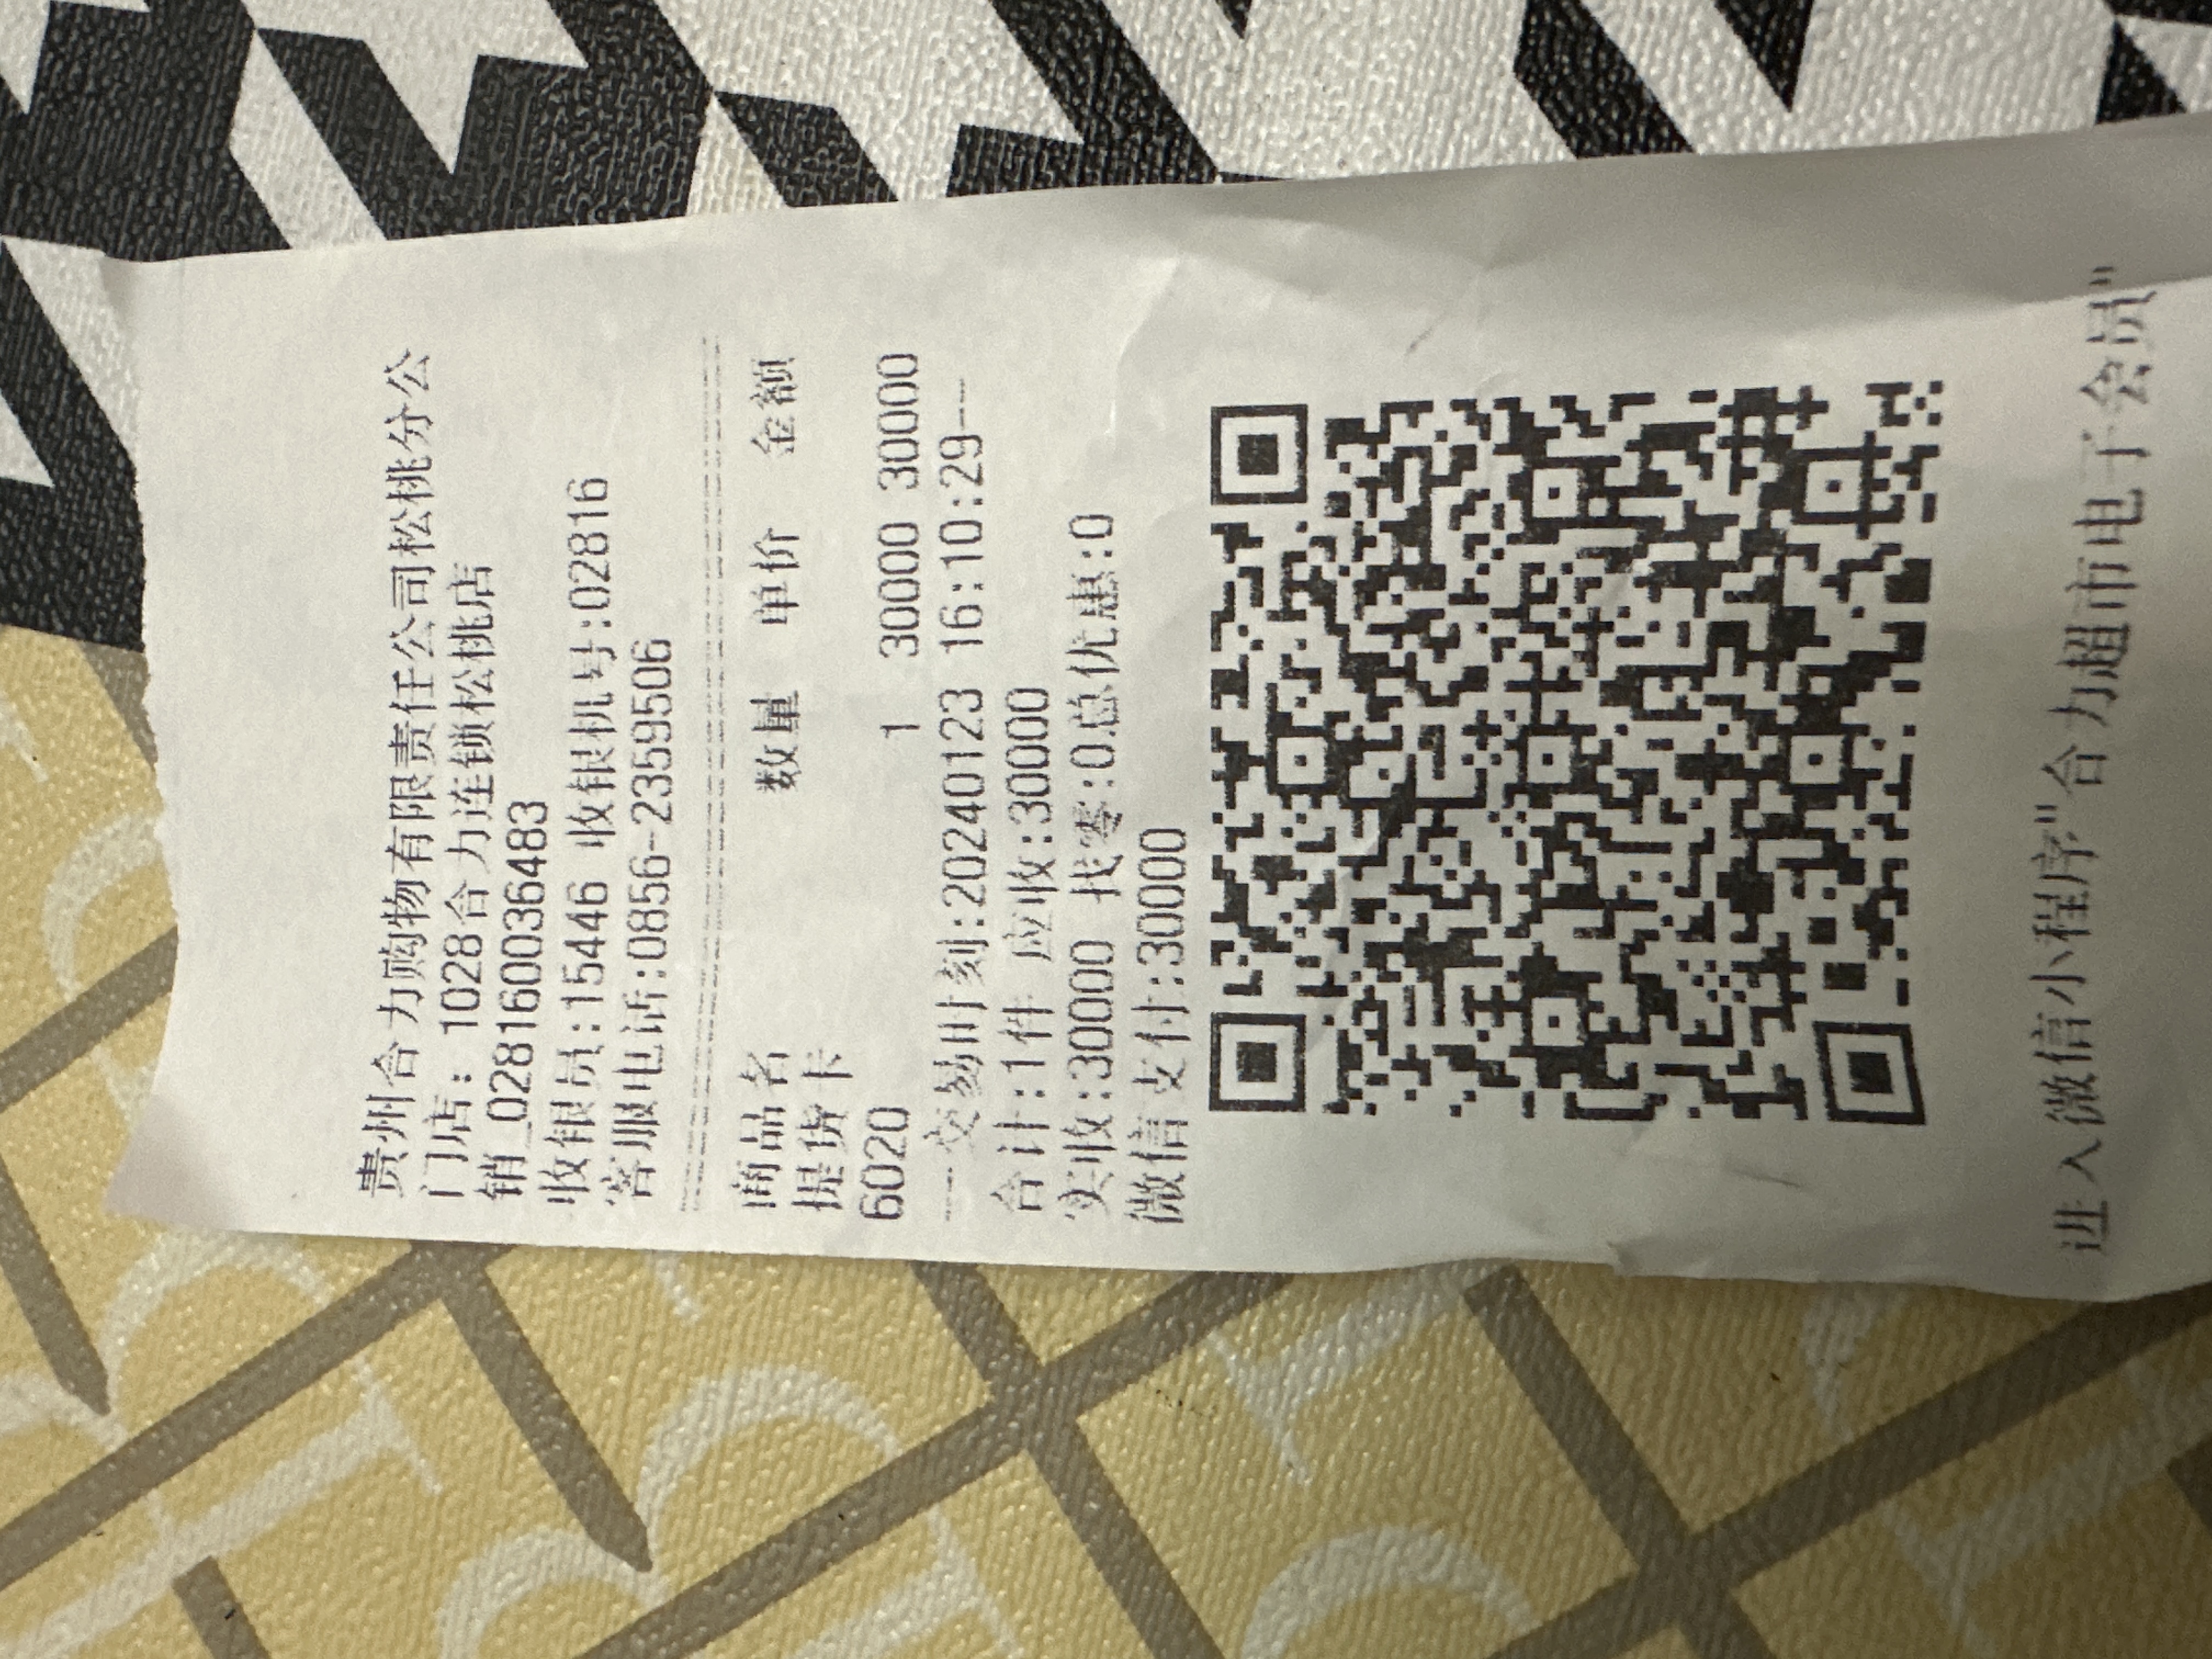 贵州合力购物有限责任公司松桃分公
门店: 1028合力连锁松桃店
销_028160036483
收银员:15446 收银机号:02816
客服电话:0856-2359506
商品名 数量 单价 金额
提货卡
6020 1 30000 30000
---交易时刻:20240123 16:10:29--
合计:1件 应收:30000
实收:30000 找零:0总优惠:0
微信支付:30000
进入微信小程序"合力超市电子会员"